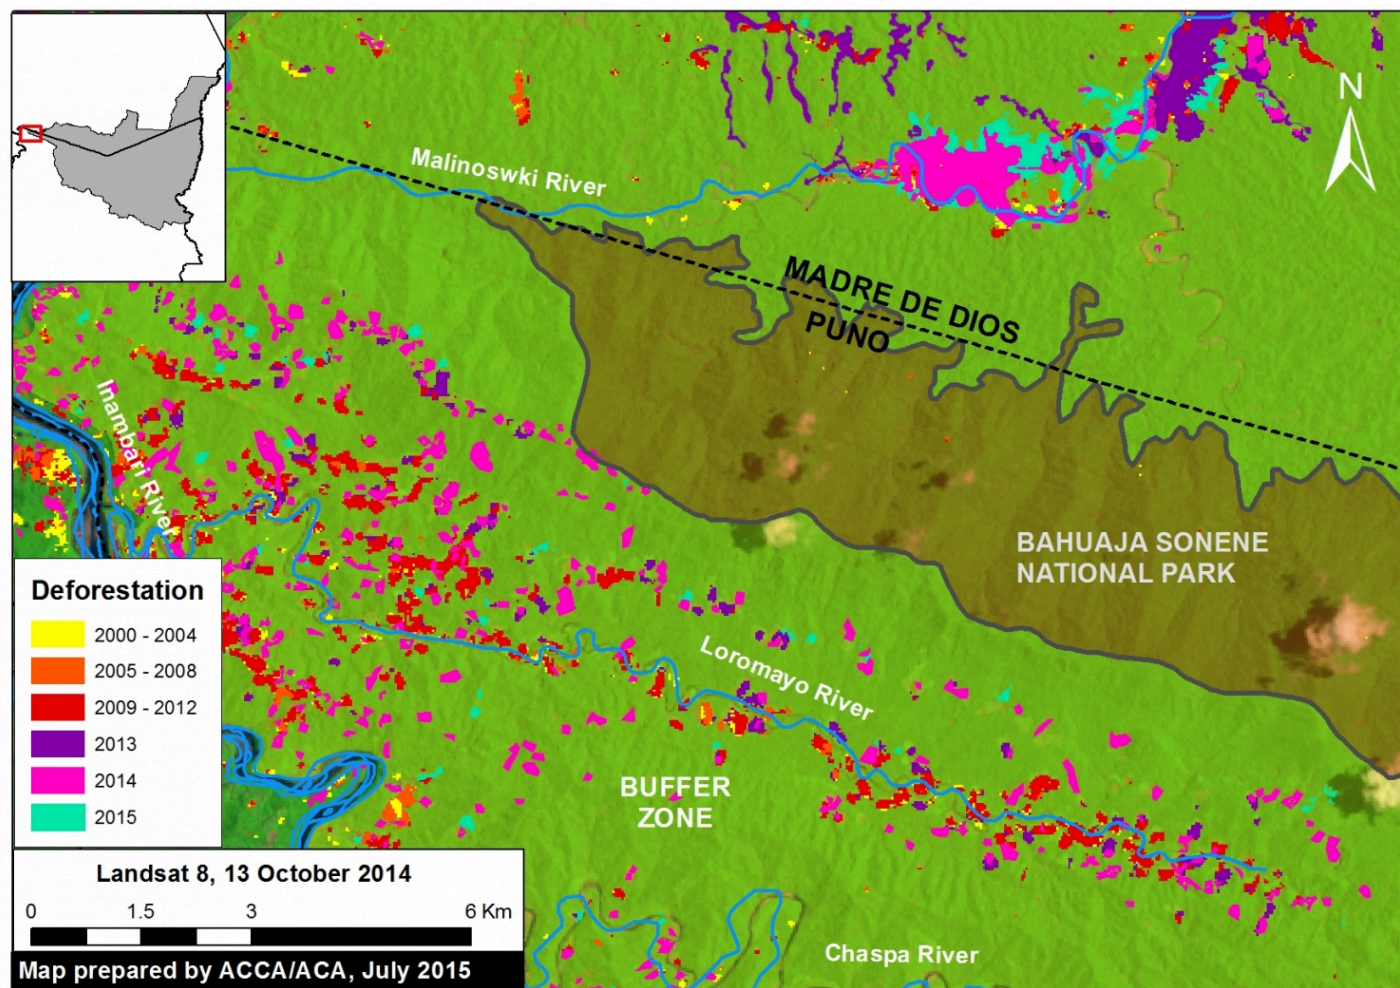 N
Malinoswki River
MADRE DE DIOS
PUNO
Inambari River
BAHUAJA SONENE
NATIONAL PARK
Loromayo River
BUFFER
ZONE
Chaspa River
Deforestation
2000 - 2004
2005 - 2008
2009 - 2012
2013
2014
2015
Landsat 8, 13 October 2014
0 1.5 3 6 Km
Map prepared by ACCA/ACA, July 2015